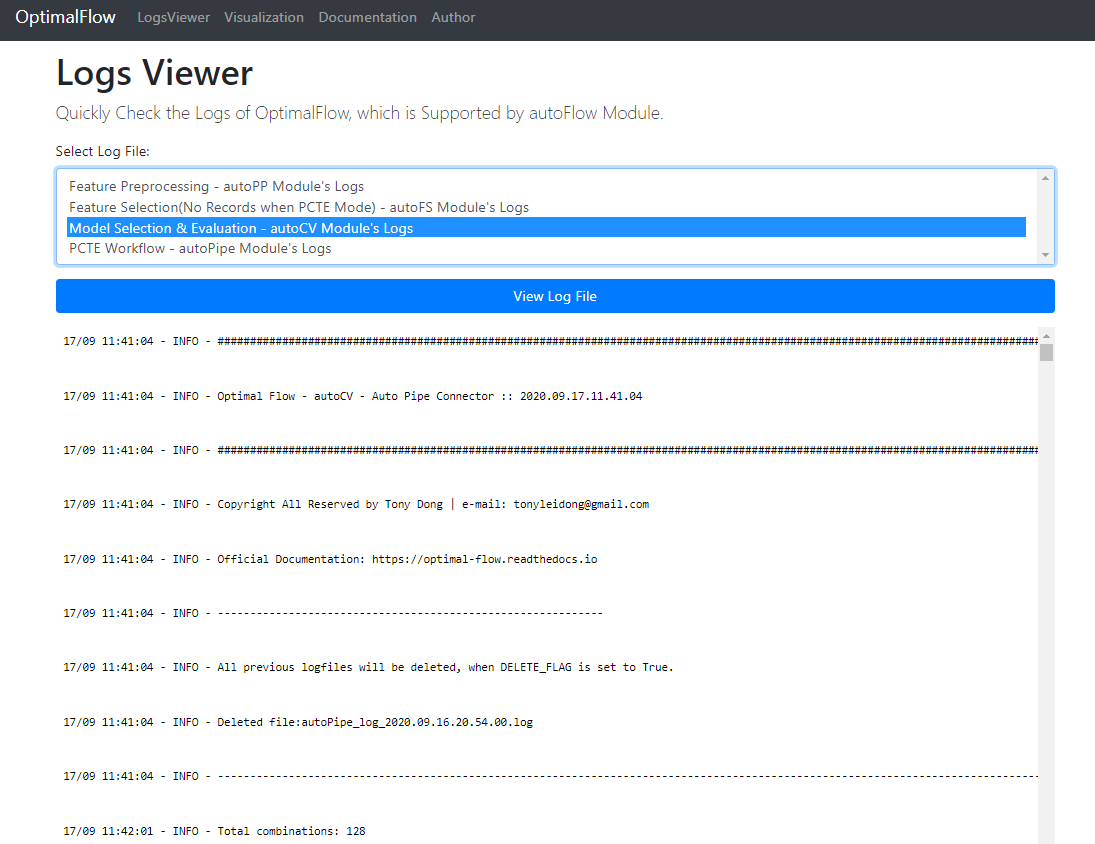 OptimalFlow LogsViewer Visualization Documentation Author
Logs Viewer
Quickly Check the Logs of OptimalFlow, which is Supported by autoFlow Module.
Select Log File:
Feature Preprocessing - autoPP Module's Logs
Feature Selection(No Records when PCTE Mode) - autoFS Module's Logs
Model Selection & Evaluation - autoCV Module's Logs
PCTE Workflow - autoPipe Module's Logs
View Log File
17/09 11:41:04 - INFO - ################################################################################################################################
17/09 11:41:04 - INFO - Optimal Flow - autoCV - Auto Pipe Connector :: 2020.09.17.11.41.04
17/09 11:41:04 - INFO - ################################################################################################################################
17/09 11:41:04 - INFO - Copyright All Reserved by Tony Dong | e-mail: tonyleidong@gmail.com
17/09 11:41:04 - INFO - Official Documentation: https://optimal-flow.readthedocs.io
17/09 11:41:04 - INFO - ------------------------------------------------------------
17/09 11:41:04 - INFO - All previous logfiles will be deleted, when DELETE_FLAG is set to True.
17/09 11:41:04 - INFO - Deleted file:autoPipe_log_2020.09.16.20.54.00.log
17/09 11:41:04 - INFO - --------------------------------------------------------------------------------------------------------------------------------
17/09 11:42:01 - INFO - Total combinations: 128